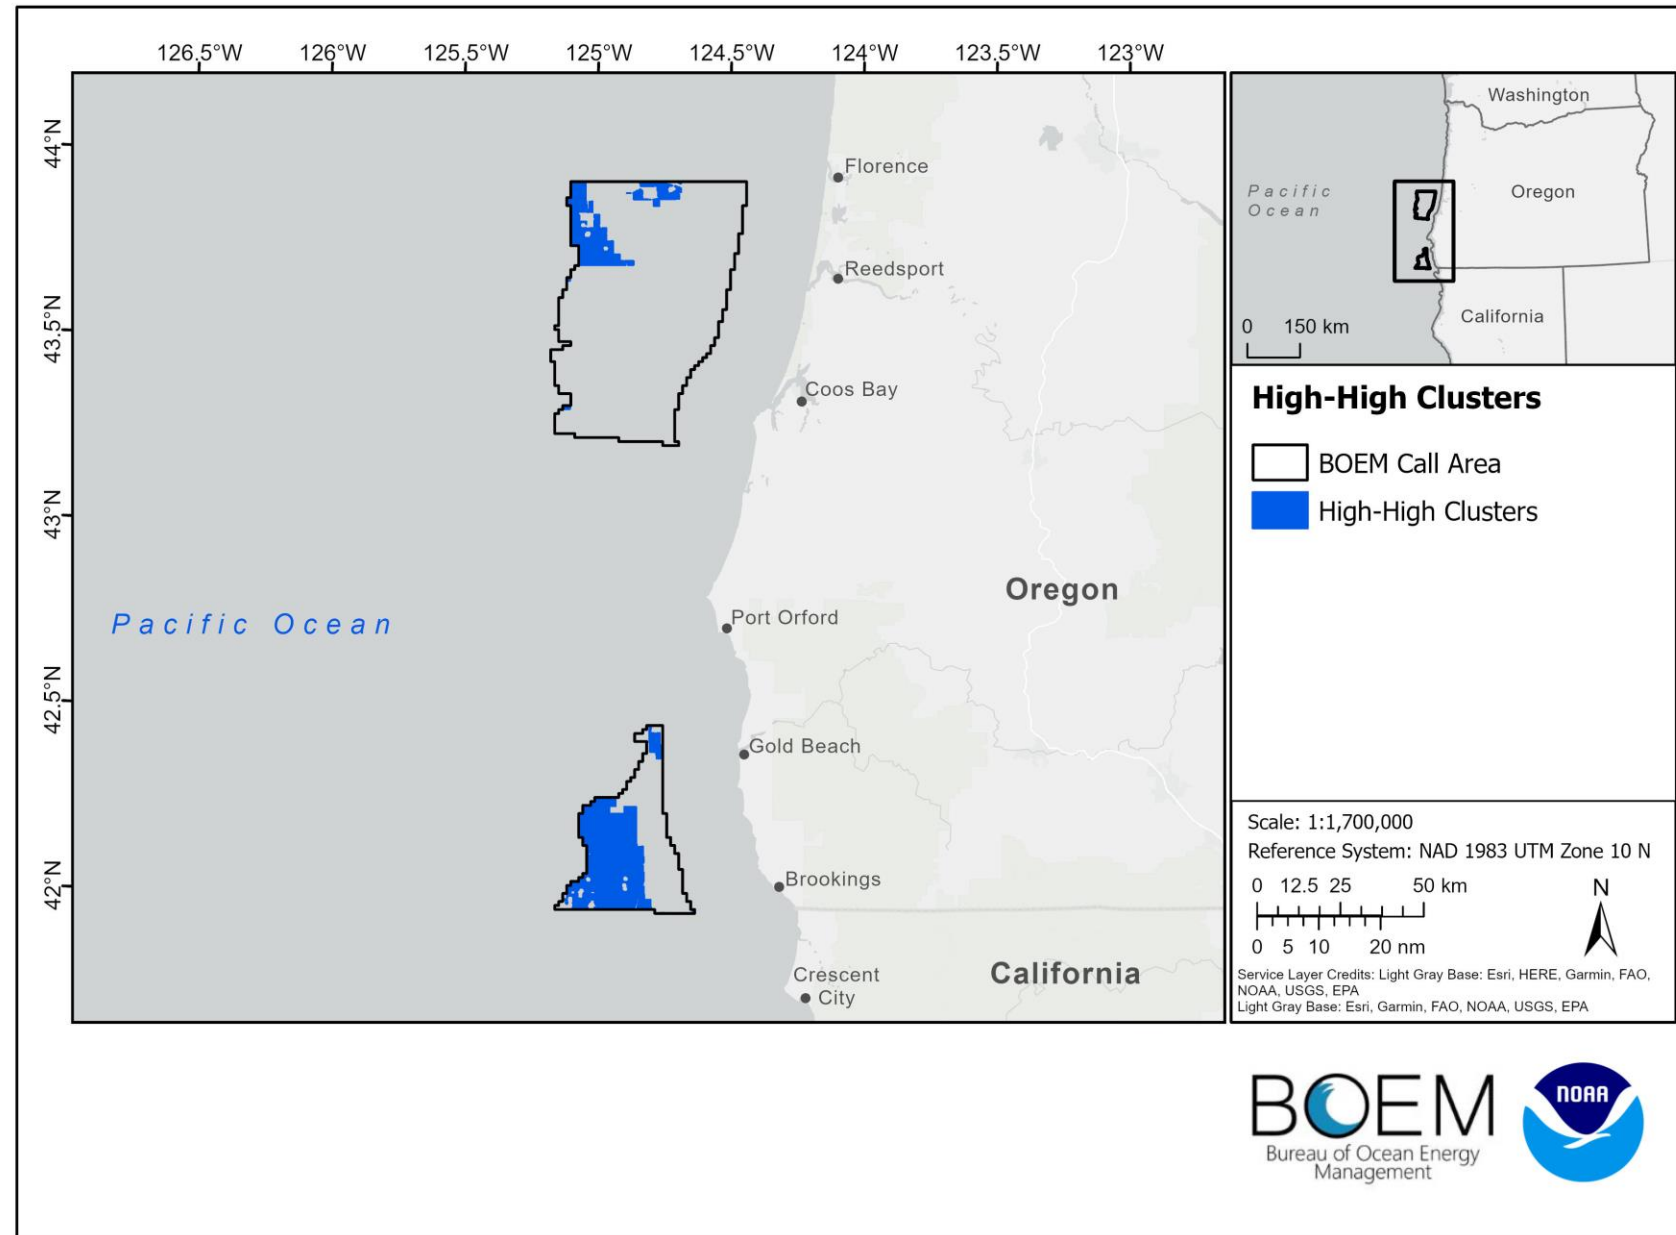 126.5°W 126°W 125.5°W 125°W 124.5°W 124°W 123.5°W 123°W
44°N
43.5°N
43°N
42.5°N
42°N
Florence
Reedsport
Coos Bay
Oregon
Pacific Ocean
Port Orford
Gold Beach
Brookings
Crescent
City
California
Washington
Pacific
Ocean
Oregon
California
0 150 km
High-High Clusters
BOEM Call Area
High-High Clusters
Scale: 1:1,700,000
Reference System: NAD 1983 UTM Zone 10 N
0 12.5 25 50 km
N
0 5 10 20 nm
Service Layer Credits: Light Gray Base: Esri, HERE, Garmin, FAO,
NOAA, USGS, EPA
Light Gray Base: Esri, Garmin, FAO, NOAA, USGS, EPA
BOEM
Bureau of Ocean Energy
Management
NOAA